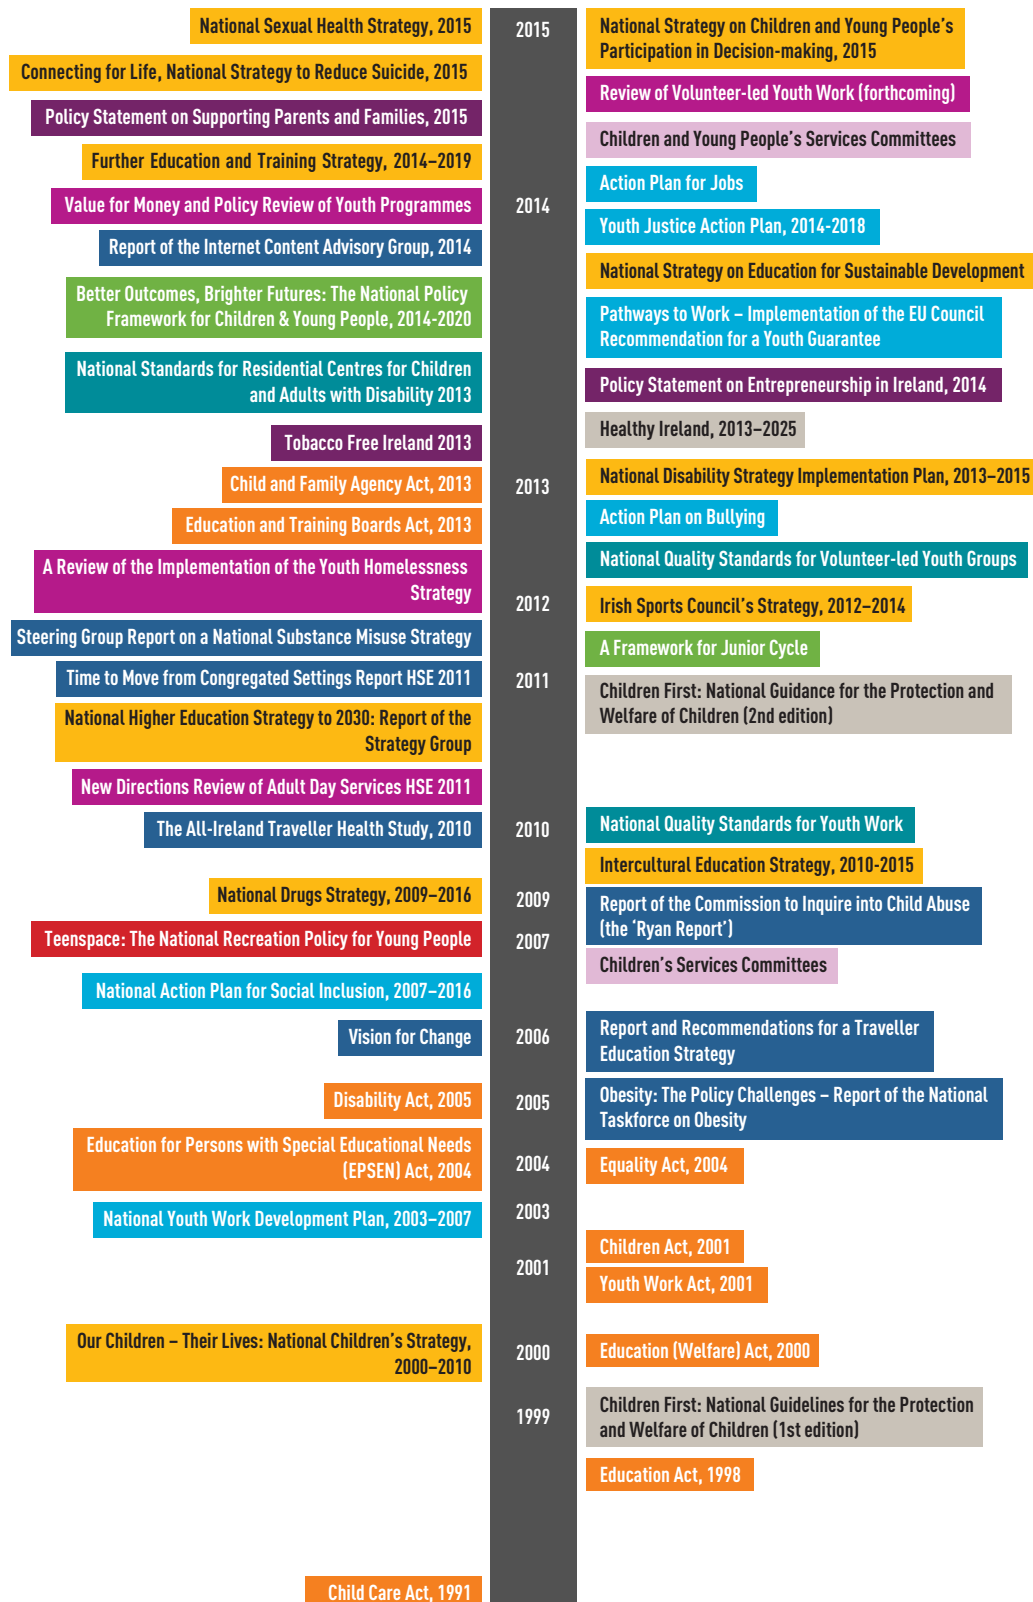 National Sexual Health Strategy, 2015
Connecting for Life, National Strategy to Reduce Suicide, 2015
Policy Statement on Supporting Parents and Families, 2015
Further Education and Training Strategy, 2014–2019
Value for Money and Policy Review of Youth Programmes
Report of the Internet Content Advisory Group, 2014
Better Outcomes, Brighter Futures: The National Policy
Framework for Children & Young People, 2014-2020
National Standards for Residential Centres for Children
and Adults with Disability 2013
Tobacco Free Ireland 2013
Child and Family Agency Act, 2013
Education and Training Boards Act, 2013
A Review of the Implementation of the Youth Homelessness
Strategy
Steering Group Report on a National Substance Misuse Strategy
Time to Move from Congregated Settings Report HSE 2011
National Higher Education Strategy to 2030: Report of the
Strategy Group
New Directions Review of Adult Day Services HSE 2011
The All-Ireland Traveller Health Study, 2010
National Drugs Strategy, 2009–2016
Teenspace: The National Recreation Policy for Young People
National Action Plan for Social Inclusion, 2007–2016
Vision for Change
Disability Act, 2005
Education for Persons with Special Educational Needs
(EPSEN) Act, 2004
National Youth Work Development Plan, 2003–2007
Our Children – Their Lives: National Children's Strategy,
2000–2010
Child Care Act, 1991
2015
2014
2013
2012
2011
2010
2009
2007
2006
2005
2004
2003
2001
2000
1999
National Strategy on Children and Young People's
Participation in Decision-making, 2015
Review of Volunteer-led Youth Work (forthcoming)
Children and Young People's Services Committees
Action Plan for Jobs
Youth Justice Action Plan, 2014-2018
National Strategy on Education for Sustainable Development
Pathways to Work – Implementation of the EU Council
Recommendation for a Youth Guarantee
Policy Statement on Entrepreneurship in Ireland, 2014
Healthy Ireland, 2013–2025
National Disability Strategy Implementation Plan, 2013–2015
Action Plan on Bullying
National Quality Standards for Volunteer-led Youth Groups
Irish Sports Council's Strategy, 2012–2014
A Framework for Junior Cycle
Children First: National Guidance for the Protection and
Welfare of Children (2nd edition)
National Quality Standards for Youth Work
Intercultural Education Strategy, 2010-2015
Report of the Commission to Inquire into Child Abuse
(the 'Ryan Report')
Children's Services Committees
Report and Recommendations for a Traveller
Education Strategy
Obesity: The Policy Challenges – Report of the National
Taskforce on Obesity
Equality Act, 2004
Children Act, 2001
Youth Work Act, 2001
Education (Welfare) Act, 2000
Children First: National Guidelines for the Protection
and Welfare of Children (1st edition)
Education Act, 1998